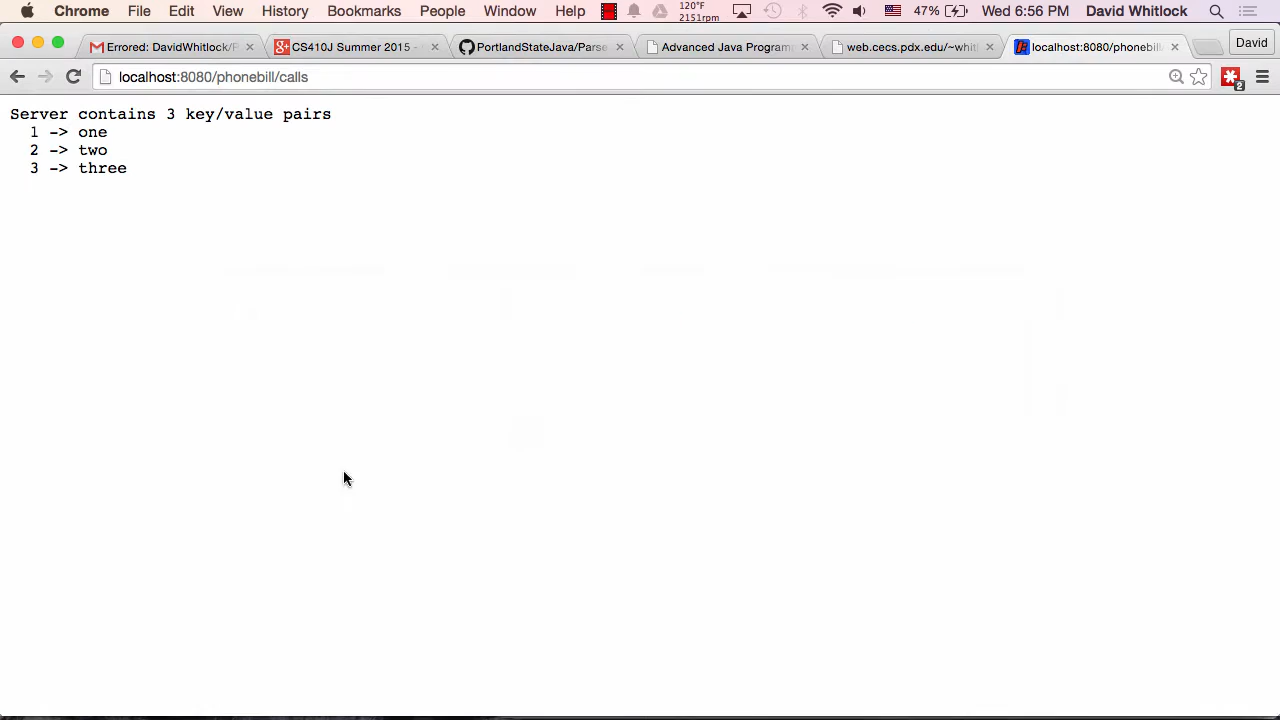 Chrome File Edit View History Bookmarks People Window Help 120°F 2151rpm 47% Wed 6:56 PM David Whitlock
Errored: DavidWhitlock/P CS410J Summer 2015 - PortlandStateJava/Parse Advanced Java Program web.cecs.pdx.edu/~wh localhost:8080/phonebill David
localhost:8080/phonebill/calls 2
Server contains 3 key/value pairs
1 -> one
2 -> two
3 -> three